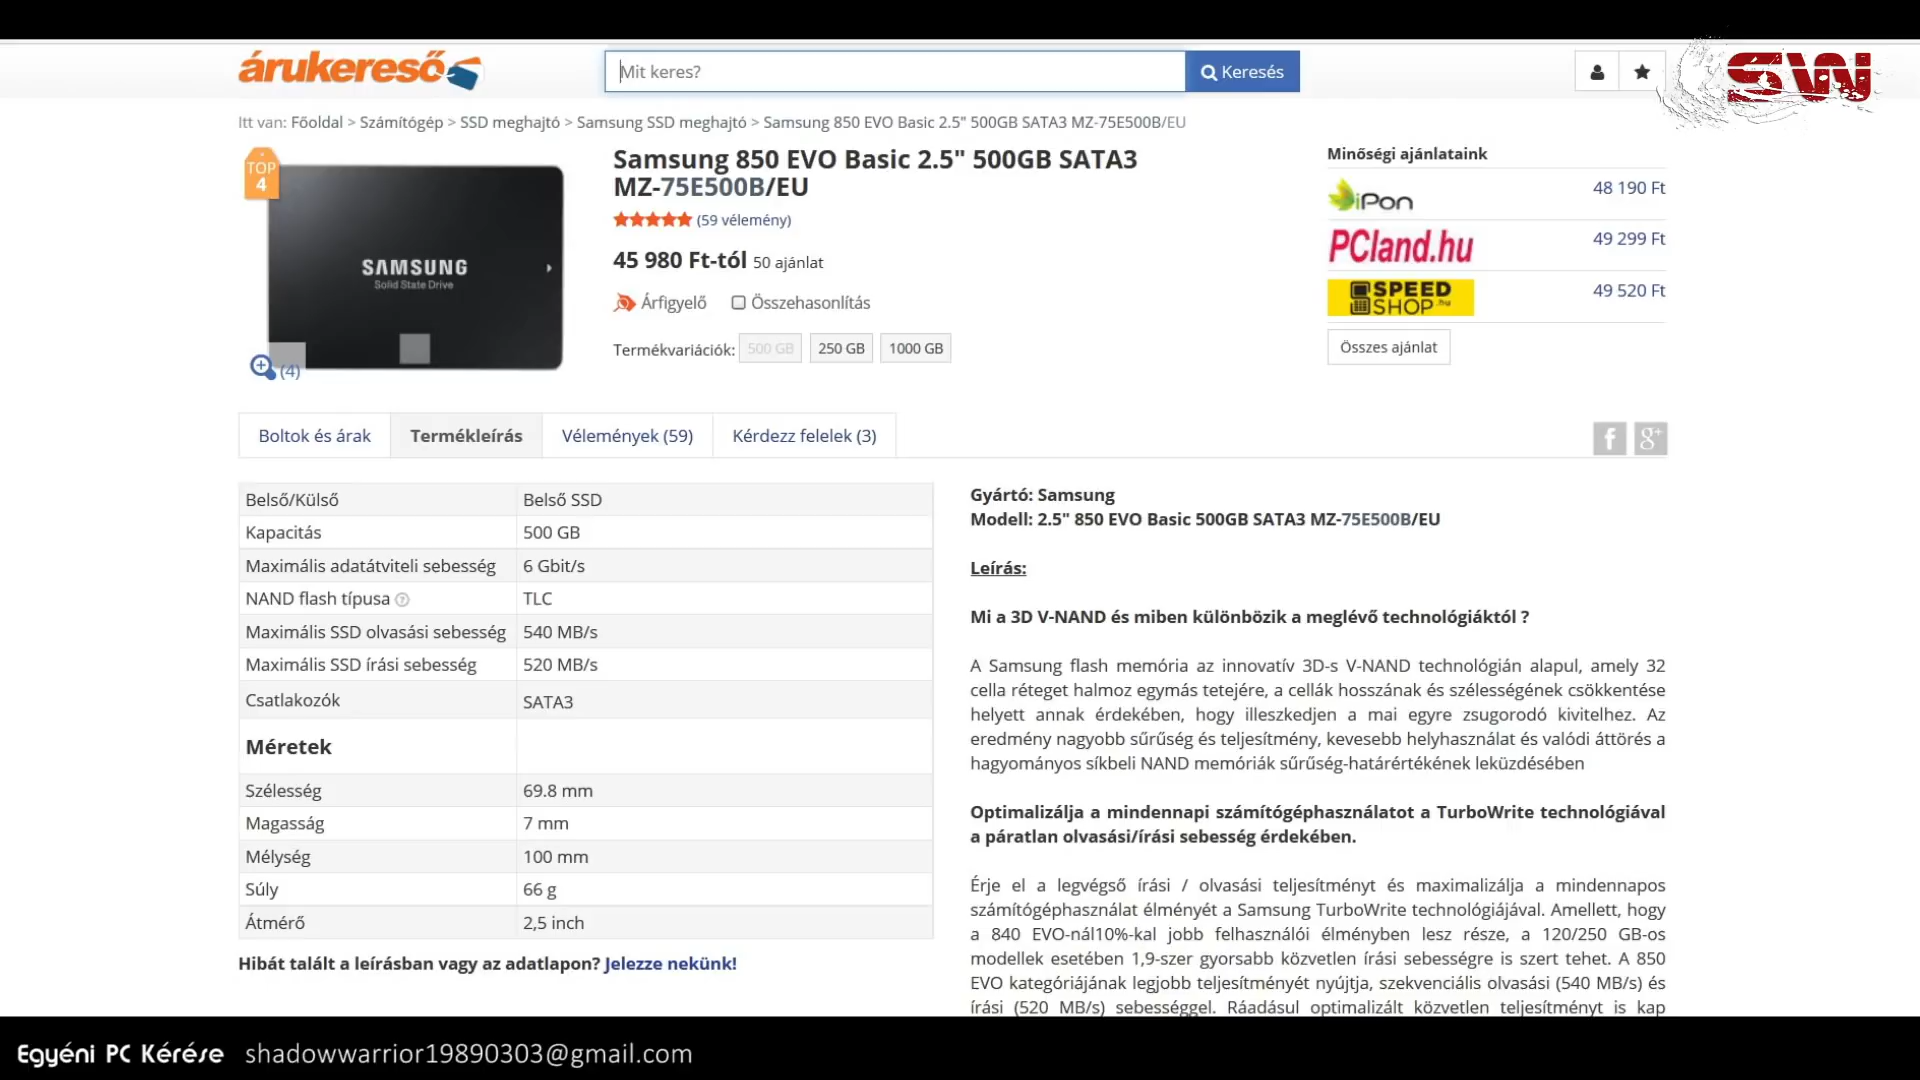 árukereső
Mit keres?
Keresés
SW
Itt van: Főoldal > Számítógép > SSD meghajtó > Samsung SSD meghajtó > Samsung 850 EVO Basic 2.5" 500GB SATA3 MZ-75E500B/EU
TOP
4
SAMSUNG
Solid State Drive
(4)
Samsung 850 EVO Basic 2.5" 500GB SATA3
MZ-75E500B/EU
(59 vélemény)
45 980 Ft-tól 50 ajánlat
Árfigyelő Összehasonlítás
Termékvariációk: 500 GB 250 GB 1000 GB
Minőségi ajánlataink
iPon 48 190 Ft
PCland.hu 49 299 Ft
SPEED SHOP.hu 49 520 Ft
Összes ajánlat
Boltok és árak Termékleírás Vélemények (59) Kérdezz felelek (3)
f g+
Belső/Külső Belső SSD
Kapacitás 500 GB
Maximális adatátviteli sebesség 6 Gbit/s
NAND flash típusa ? TLC
Maximális SSD olvasási sebesség 540 MB/s
Maximális SSD írási sebesség 520 MB/s
Csatlakozók SATA3
Méretek
Szélesség 69.8 mm
Magasság 7 mm
Mélység 100 mm
Súly 66 g
Átmérő 2,5 inch
Hibát talált a leírásban vagy az adatlapon? Jelezze nekünk!
Gyártó: Samsung
Modell: 2.5" 850 EVO Basic 500GB SATA3 MZ-75E500B/EU
Leírás:
Mi a 3D V-NAND és miben különbözik a meglévő technológiáktól ?
A Samsung flash memória az innovatív 3D-s V-NAND technológián alapul, amely 32
cella réteget halmoz egymás tetejére, a cellák hosszának és szélességének csökkentése
helyett annak érdekében, hogy illeszkedjen a mai egyre zsugorodó kivitelhez. Az
eredmény nagyobb sűrűség és teljesítmény, kevesebb helyhasználat és valódi áttörés a
hagyományos síkbeli NAND memóriák sűrűség-határértékének leküzdésében
Optimalizálja a mindennapi számítógéphasználatot a TurboWrite technológiával
a páratlan olvasási/írási sebesség érdekében.
Érje el a legvégső írási / olvasási teljesítményt és maximalizálja a mindennapos
számítógéphasználat élményét a Samsung TurboWrite technológiájával. Amellett, hogy
a 840 EVO-nál10%-kal jobb felhasználói élményben lesz része, a 120/250 GB-os
modellek esetében 1,9-szer gyorsabb közvetlen írási sebességre is szert tehet. A 850
EVO kategóriájának legjobb teljesítményét nyújtja, szekvenciális olvasási (540 MB/s) és
írási (520 MB/s) sebességgel. Ráadásul optimalizált közvetlen teljesítményt is kap
Egyéni PC Kérése shadowwarrior19890303@gmail.com